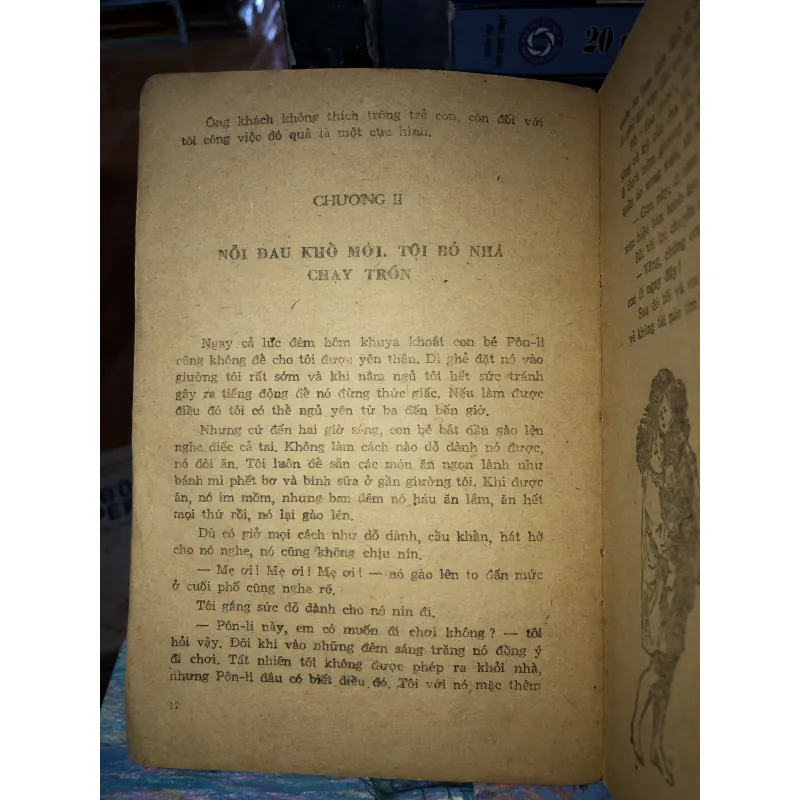 Ông khách không thích trông trẻ con, còn đối với
tôi công việc đó quả là một cực hình.
CHƯƠNG II
NỖI ĐAU KHỔ MỚI. TÔI BỎ NHÀ
CHẠY TRỐN
Ngay cả lúc đêm hôm khuya khoắt con bé Pôn-li
cũng không để cho tôi được yên thân. Dì ghẻ đặt nó vào
giường tôi rất sớm và khi nằm ngủ tôi hết sức tránh
gây ra tiếng động để nó đừng thức giấc. Nếu làm được
điều đó tôi có thể ngủ yên từ ba đến bốn giờ.
Nhưng cứ đến hai giờ sáng, con bé bắt đầu gào lên
nghe điếc cả tai. Không làm cách nào dỗ dành nó được,
nó đòi ăn. Tôi luôn để sẵn các món ăn ngon lành như
bánh mì phết bơ và bình sữa ở gần giường tôi. Khi được
ăn, nó im mồm, nhưng ban đêm nó háu ăn lắm, ăn hết
mọi thứ rồi, nó lại gào lên.
Dù có giở mọi cách như dỗ dành, cầu khẩn, hát hò
cho nó nghe, nó cũng không chịu nín.
— Mẹ ơi! Mẹ ơi! Mẹ ơi! — nó gào lên to đến mức
ở cuối phố cũng nghe rõ.
Tôi gắng sức dỗ dành cho nó nín đi.
— Pôn-li này, em có muốn đi chơi không? — tôi
hỏi vậy. Đôi khi vào những đêm sáng trăng nó đồng ý
đi chơi. Tất nhiên tôi không được phép ra khỏi nhà,
nhưng Pôn-li đâu có biết điều đó. Tôi với nó mặc thêm
12
20
— Vâng, chúng
con đi ngay đây!
Sau đó tôi và